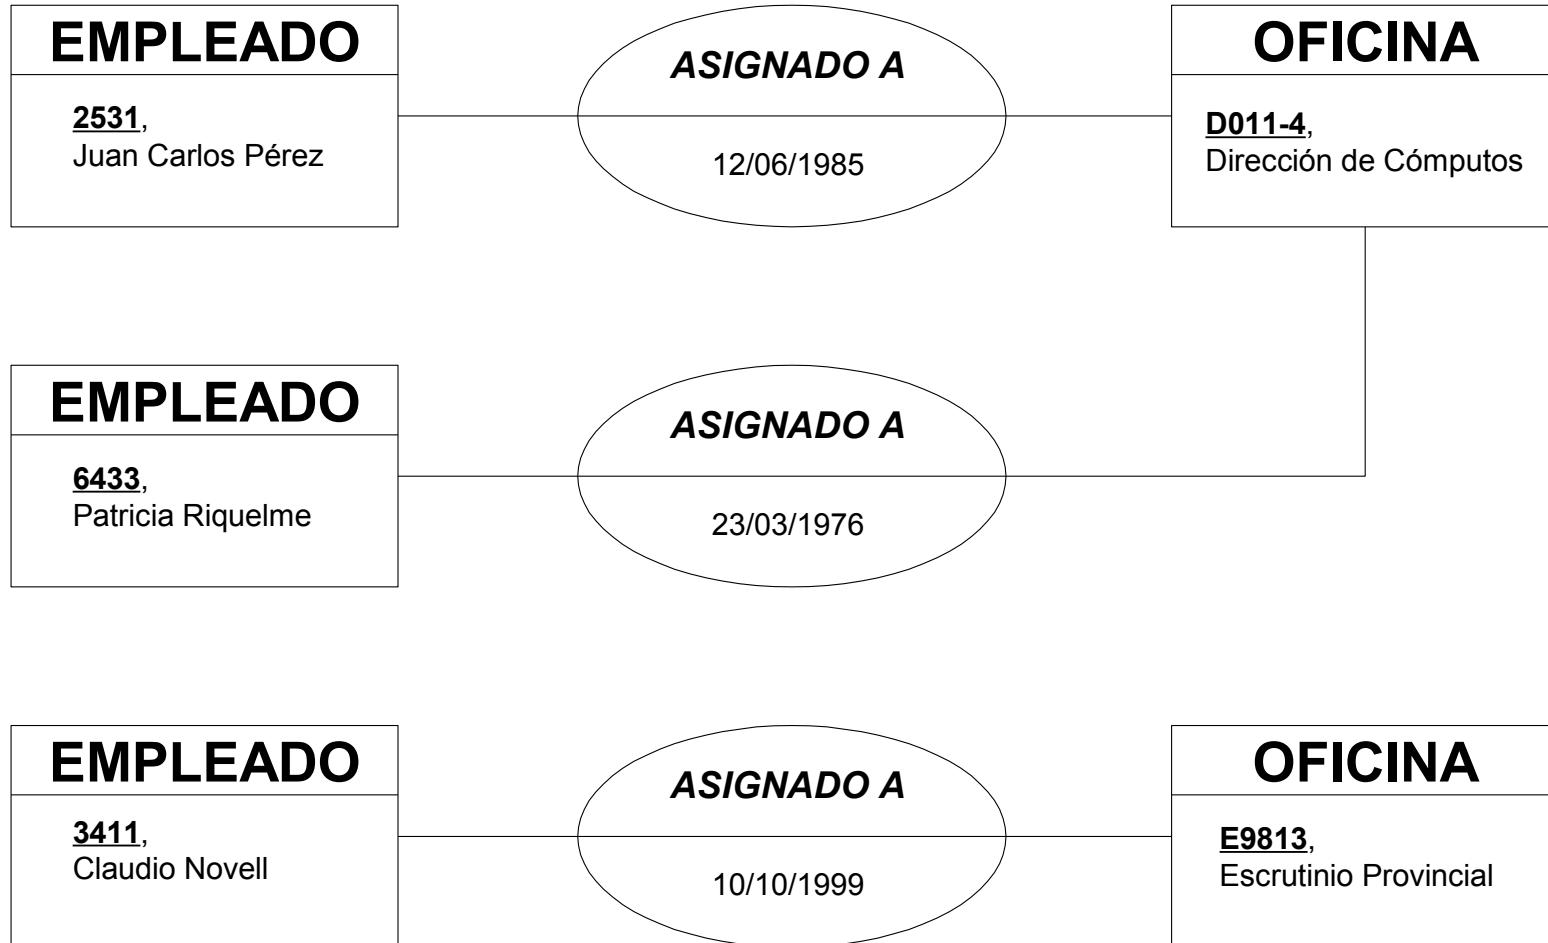 EMPLEADO
2531,
Juan Carlos Pérez
ASIGNADO A
12/06/1985
OFICINA
D011-4,
Dirección de Cómputos
EMPLEADO
6433,
Patricia Riquelme
ASIGNADO A
23/03/1976
EMPLEADO
3411,
Claudio Novell
ASIGNADO A
10/10/1999
OFICINA
E9813,
Escrutinio Provincial